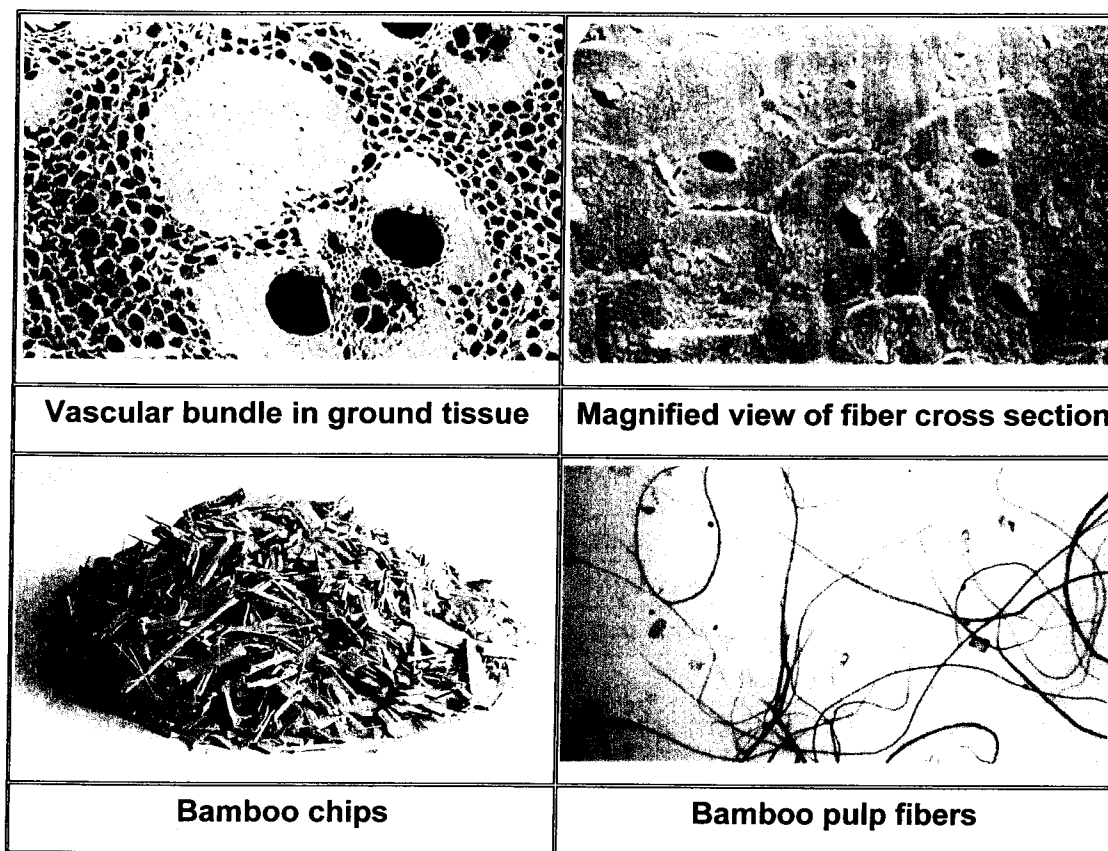 Vascular bundle in ground tissue
Magnified view of fiber cross section
Bamboo chips
Bamboo pulp fibers